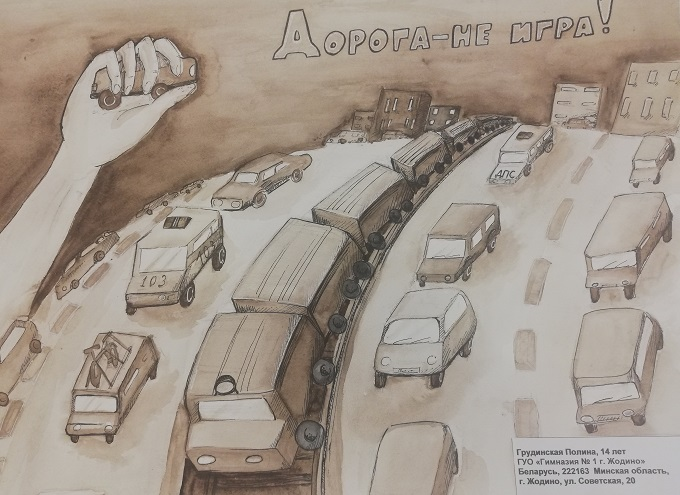 Дорога-не игра!
ДПС
103
Грудинская Полина, 14 лет
ГУО «Гимназия № 1 г. Жодино»
Беларусь, 222163 Минская область,
г. Жодино, ул. Советская, 20